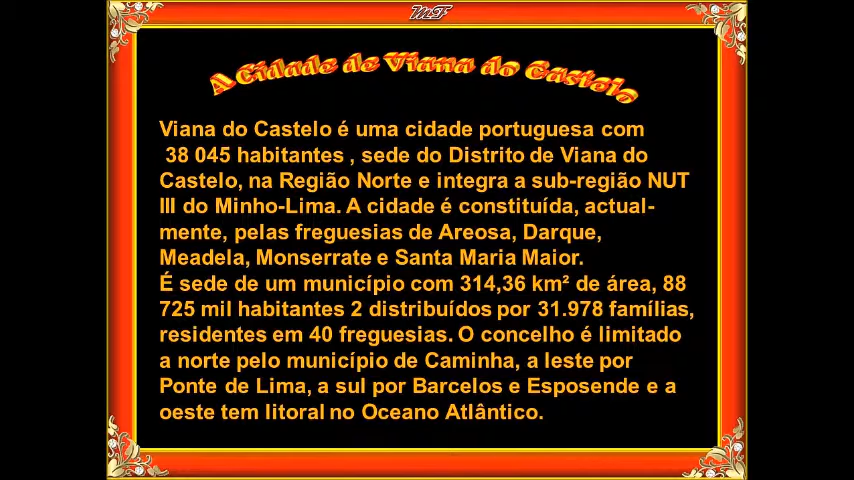 MF
A Cidade de Viana do Castelo
Viana do Castelo é uma cidade portuguesa com
38 045 habitantes , sede do Distrito de Viana do
Castelo, na Região Norte e integra a sub-região NUT
III do Minho-Lima. A cidade é constituída, actual-
mente, pelas freguesias de Areosa, Darque,
Meadela, Monserrate e Santa Maria Maior.
É sede de um município com 314,36 km² de área, 88
725 mil habitantes 2 distribuídos por 31.978 famílias,
residentes em 40 freguesias. O concelho é limitado
a norte pelo município de Caminha, a leste por
Ponte de Lima, a sul por Barcelos e Esposende e a
oeste tem litoral no Oceano Atlântico.